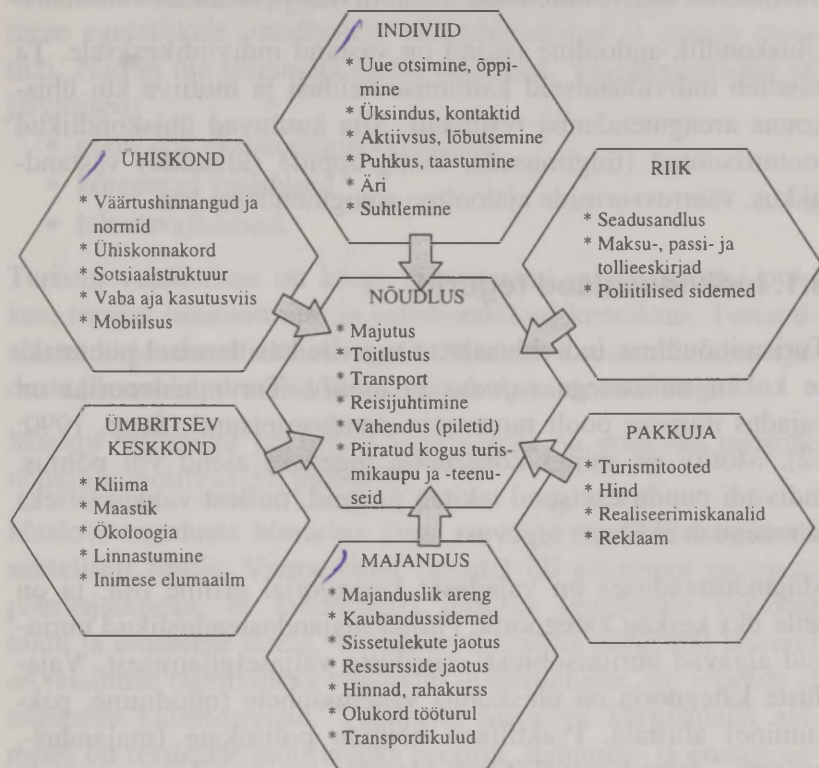 INDIVIID
* Uue otsimine, õppi-
mine
* Üksindus, kontaktid
* Aktiivsus, lõbutsemine
* Puhkus, taastumine
* Äri
* Suhtlemine
ÜHISKOND
* Väärtushinnangud ja
normid
* Ühiskonnakord
* Sotsiaalstruktuur
* Vaba aja kasutusviis
* Mobiilsus
RIIK
* Seadusandlus
* Maksu-, passi- ja
tollieeskirjad
* Poliitilised sidemed
NÕUDLUS
* Majutus
* Toitlustus
* Transport
* Reisijuhtimine
* Vahendus (piletid)
* Piiratud kogus turis-
mikaupu ja -teenu-
seid
ÜMBRITSEV
KESKKOND
* Kliima
* Maastik
* Ökoloogia
* Linnastumine
* Inimese elumaailm
PAKKUJA
* Turismitooted
* Hind
* Realiseerimiskanalid
* Reklaam
MAJANDUS
* Majanduslik areng
* Kaubandussidemed
* Sissetulekute jaotus
* Ressursside jaotus
* Hinnad, rahakurss
* Olukord tööturul
* Transpordikulud